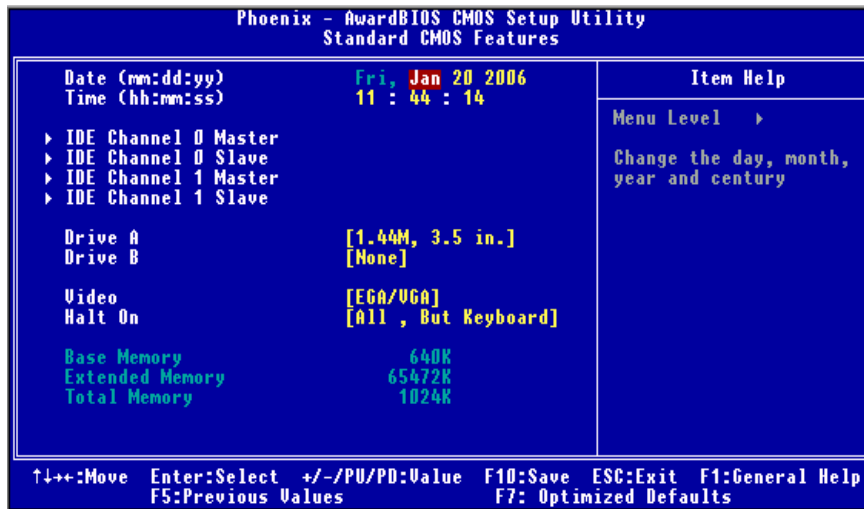 Phoenix - AwardBIOS CMOS Setup Utility
Standard CMOS Features
Date (mm:dd:yy) Fri, Jan 20 2006
Time (hh:mm:ss) 11 : 44 : 14
IDE Channel 0 Master
IDE Channel 0 Slave
IDE Channel 1 Master
IDE Channel 1 Slave
Drive A [1.44M, 3.5 in.]
Drive B [None]
Video [EGA/VGA]
Halt On [All , But Keyboard]
Base Memory 640K
Extended Memory 65472K
Total Memory 1024K
Item Help
Menu Level
Change the day, month,
year and century
↑↓→←:Move Enter:Select +/-/PU/PD:Value F10:Save ESC:Exit F1:General Help
F5:Previous Values F7: Optimized Defaults